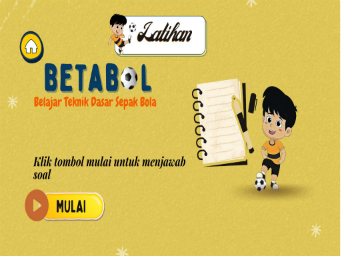 Latihan
BETABOL
Belajar Teknik Dasar Sepak Bola
Klik tombol mulai untuk menjawab
soal
MULAI